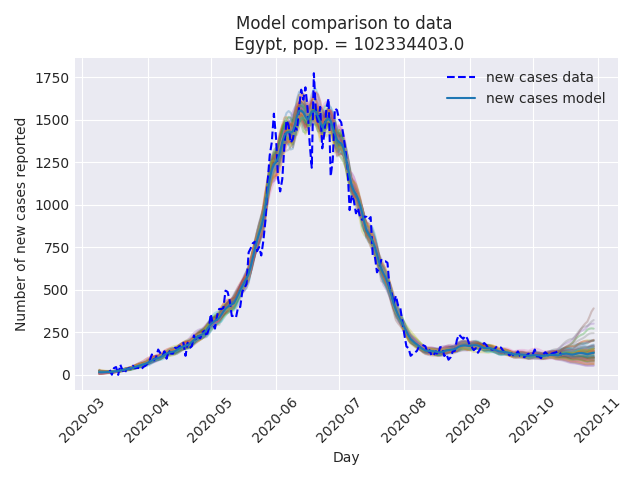 Model comparison to data
Egypt, pop. = 102334403.0
new cases data
new cases model
Number of new cases reported
1750
1500
1250
1000
750
500
250
0
2020-03
2020-04
2020-05
2020-06
2020-07
2020-08
2020-09
2020-10
2020-11
Day